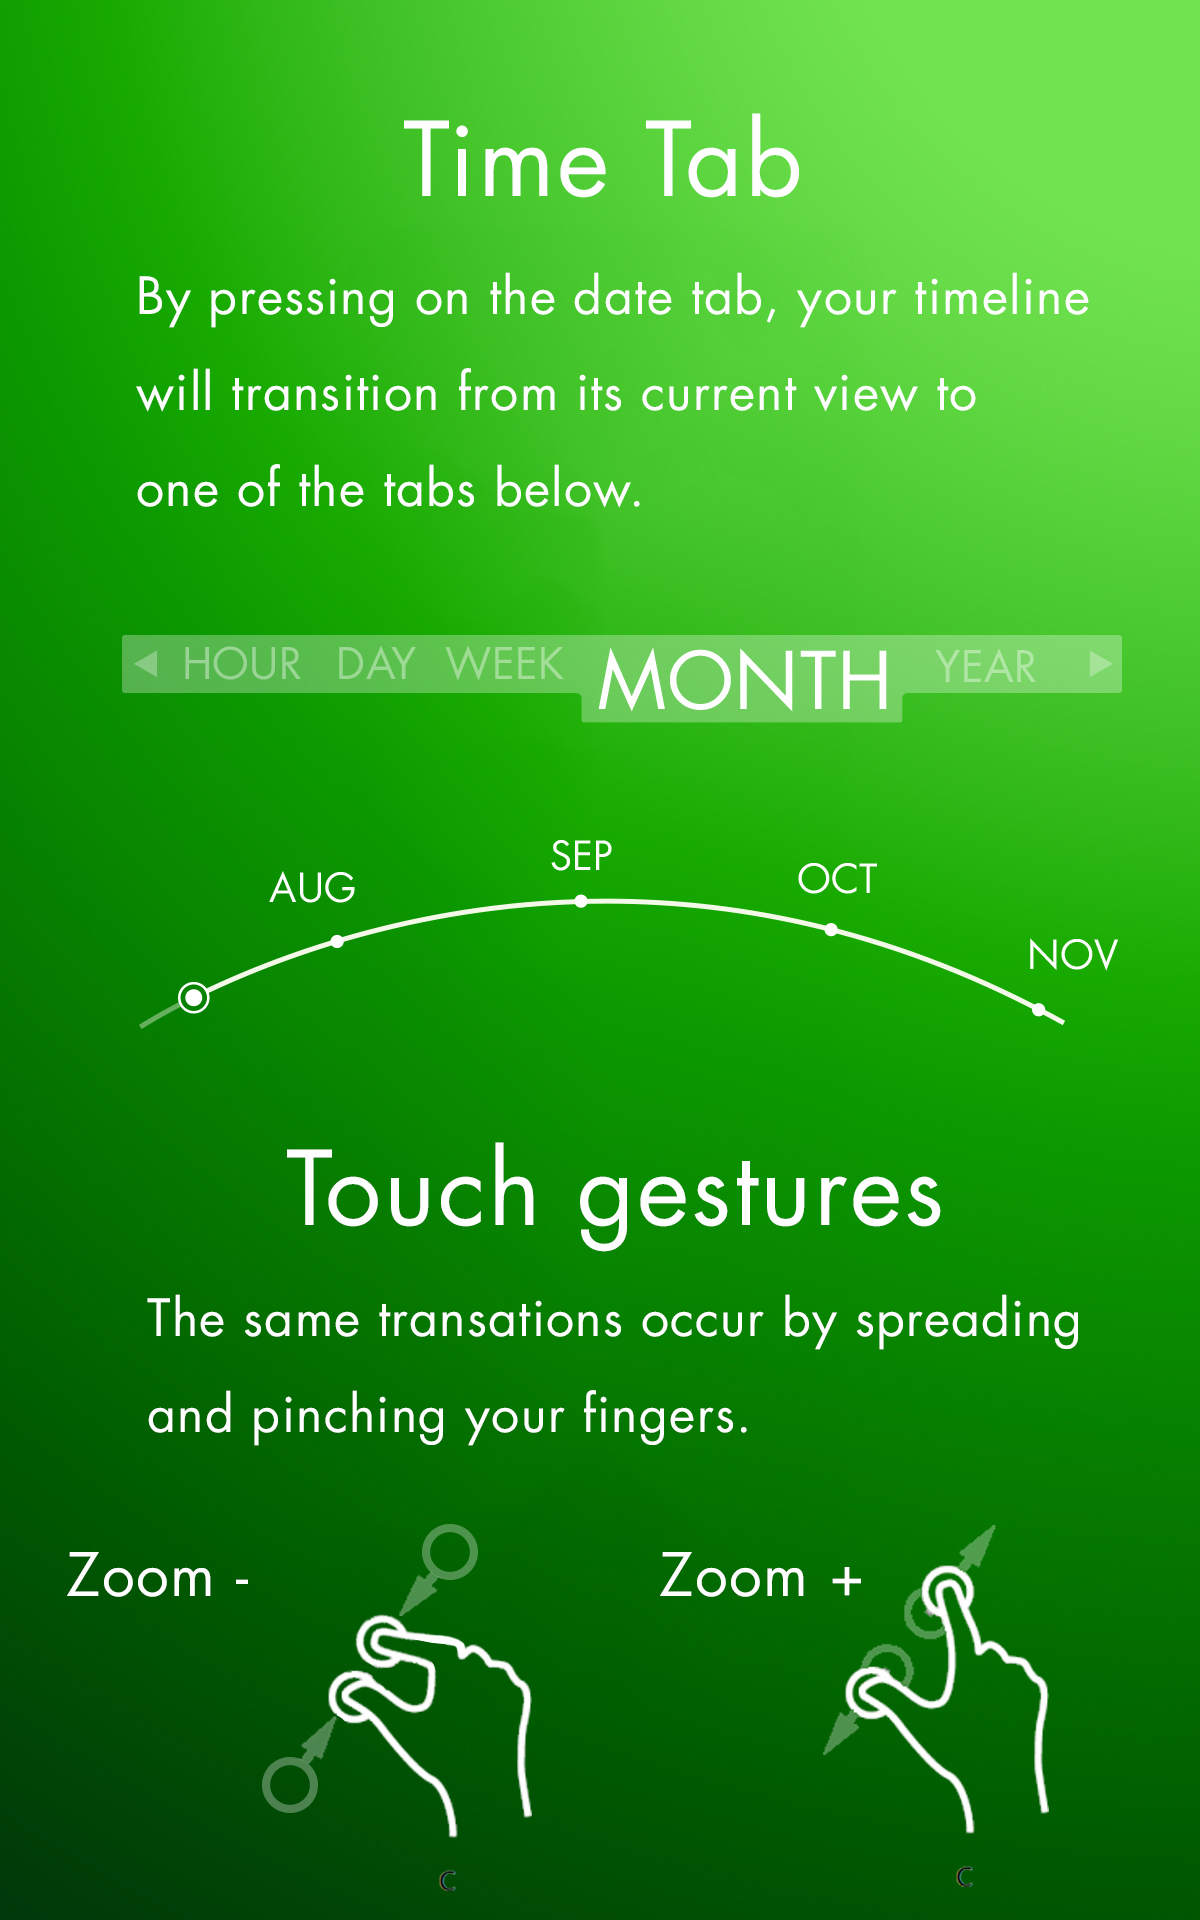 Time Tab
By pressing on the date tab, your timeline
will transition from its current view to
one of the tabs below.
HOUR DAY WEEK MONTH YEAR
AUG SEP OCT NOV
Touch gestures
The same transations occur by spreading
and pinching your fingers.
Zoom - Zoom +
C C